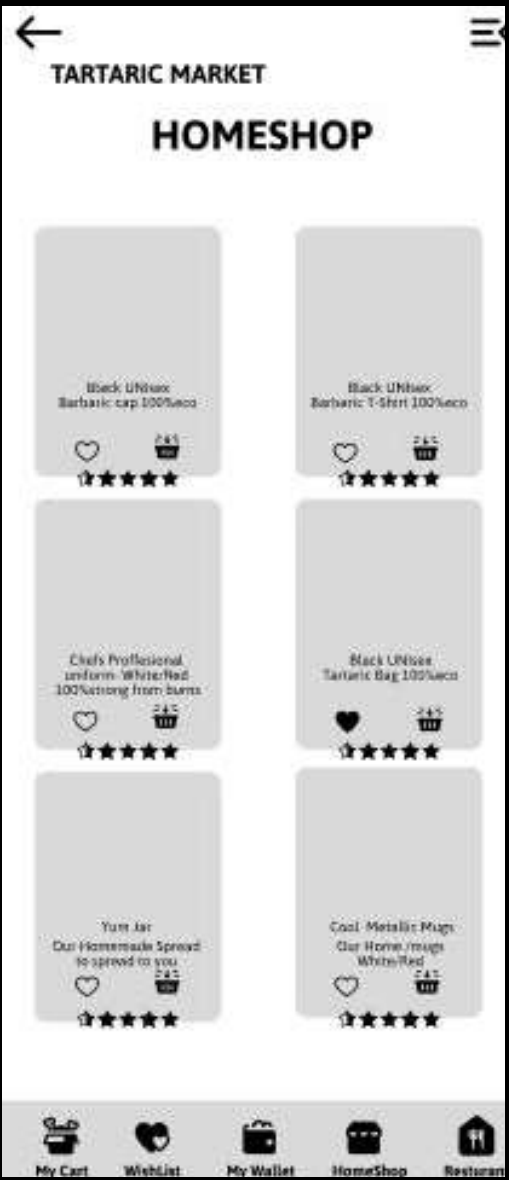 TARTARIC MARKET
HOMESHOP
Black UNisex
Barbaric cap 100%eco
Black UNisex
Barbaric T-Shirt 100%eco
Chefs Proffesional
uniform- White/Red
100%strong from burns
Black UNisex
Tartaric Bag 100%eco
Yum Jar
Our Homemade Spread
to spread to you
Cool Metallic Mugs
Our Home /mugs
White/Red
My Cart
WishList
My Wallet
HomeShop
Resturan